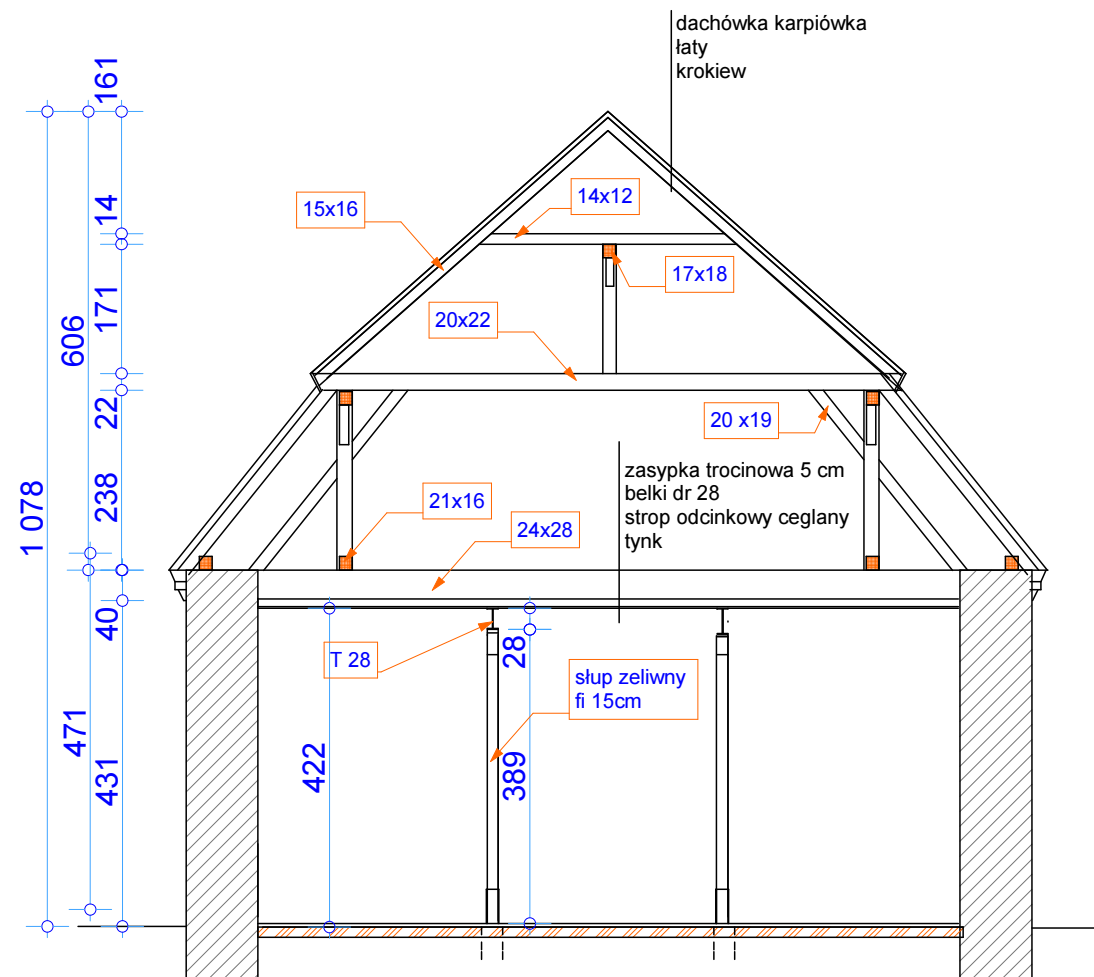 dachówka karpiówka
łaty
krokiew
161
14
171
606
22
238
1 078
40
471
431
15x16
14x12
17x18
20x22
20 x19
zasypka trocinowa 5 cm
belki dr 28
strop odcinkowy ceglany
tynk
21x16
24x28
T 28
28
słup zeliwny
fi 15cm
422
389